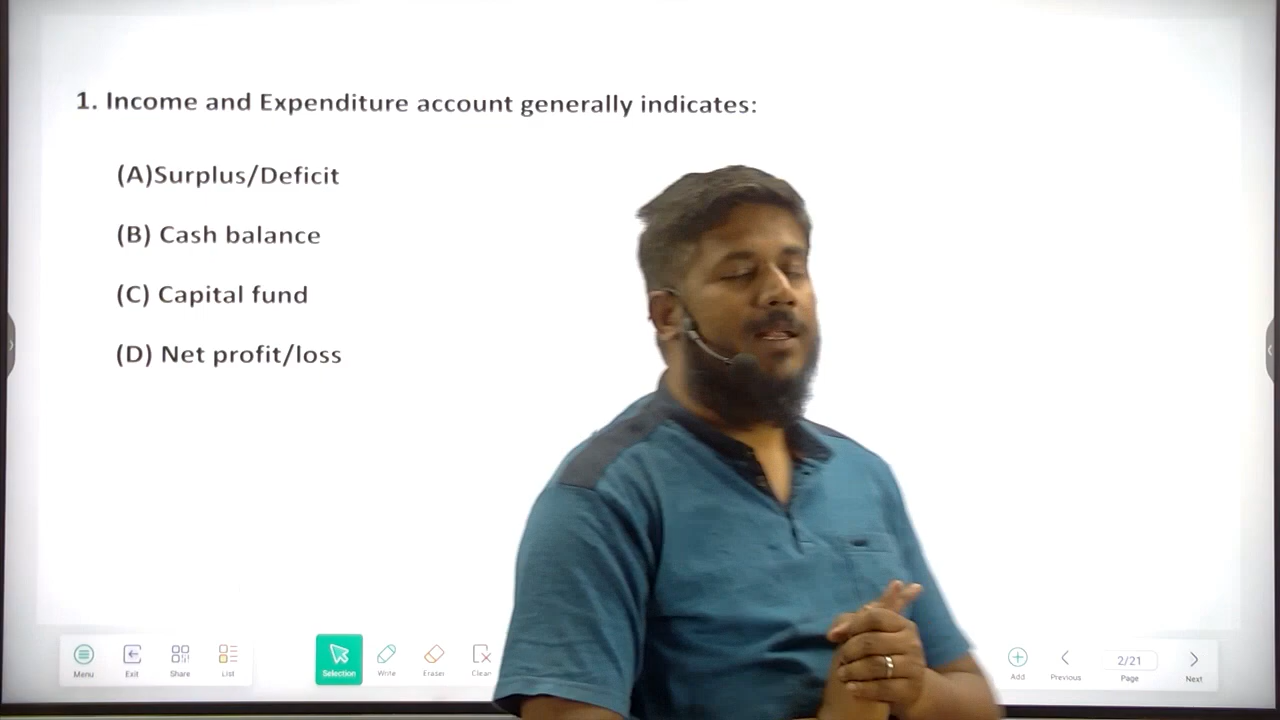 1. Income and Expenditure account generally indicates:
(A)Surplus/Deficit
(B) Cash balance
(C) Capital fund
(D) Net profit/loss
Menu
Exit
Share
List
Selection
Write
Eraser
Clean
Add
Previous
2/21
Page
Next